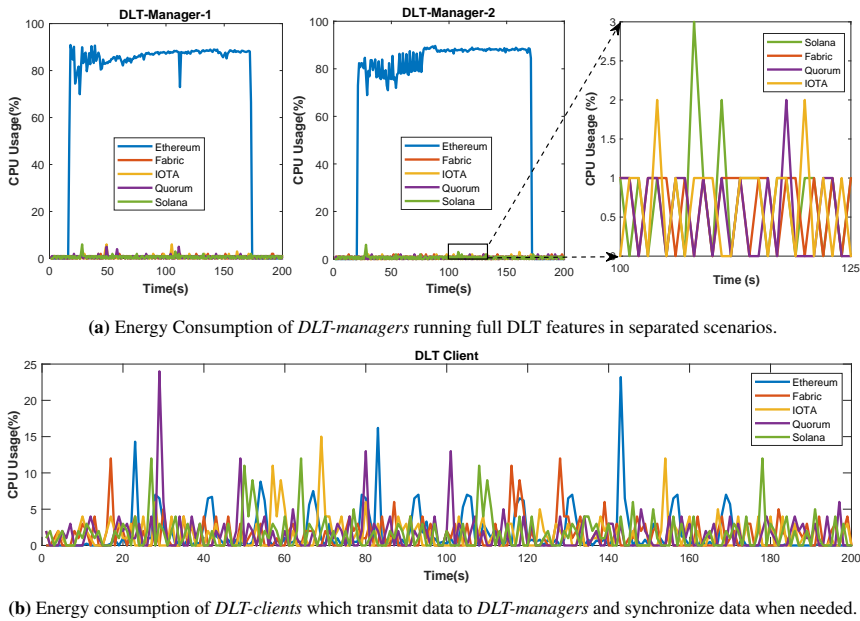 DLT-Manager-1
CPU Usage(%)
100
80
60
40
20
0
Ethereum
Fabric
IOTA
Quorum
Solana
0 50 100 150 200
Time(s)
DLT-Manager-2
CPU Usage(%)
100
80
60
40
20
0
Ethereum
Fabric
IOTA
Quorum
Solana
0 50 100 150 200
Time(s)
CPU Useage (%)
3
2.5
2
1.5
1
0.5
0
Solana
Fabric
Quorum
IOTA
100 125
Time (s)
(a) Energy Consumption of DLT-managers running full DLT features in separated scenarios.
DLT Client
CPU Usage(%)
25
20
15
10
5
0
Ethereum
Fabric
IOTA
Quorum
Solana
0 20 40 60 80 100 120 140 160 180 200
Time(s)
(b) Energy consumption of DLT-clients which transmit data to DLT-managers and synchronize data when needed.